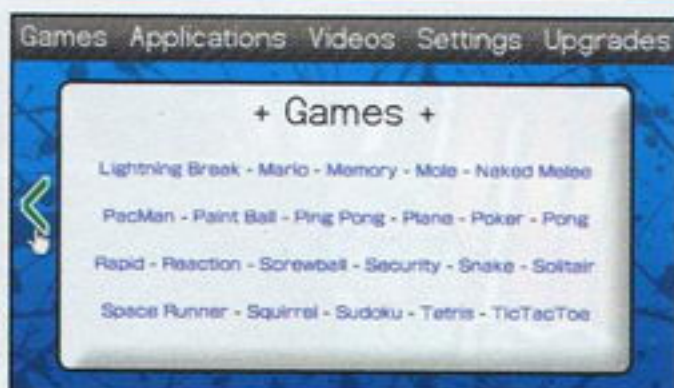 Games Applications Videos Settings Upgrades
+ Games +
Lightning Break - Mario - Memory - Mole - Naked Melee
PacMan - Paint Ball - Ping Pong - Plane - Poker - Pong
Rapid - Reaction - Screwball - Security - Snake - Solitair
Space Runner - Squirrel - Sudoku - Tetris - TicTacToe